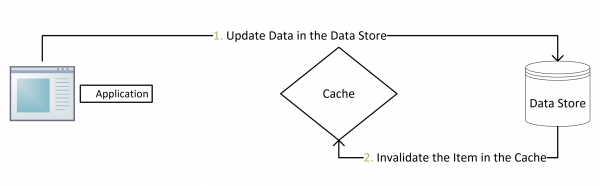 1. Update Data in the Data Store
Application
Cache
Data Store
2. Invalidate the Item in the Cache